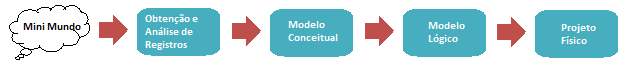 Mini Mundo
Obtenção e
Análise de
Registros
Modelo
Conceitual
Modelo
Lógico
Projeto
Físico